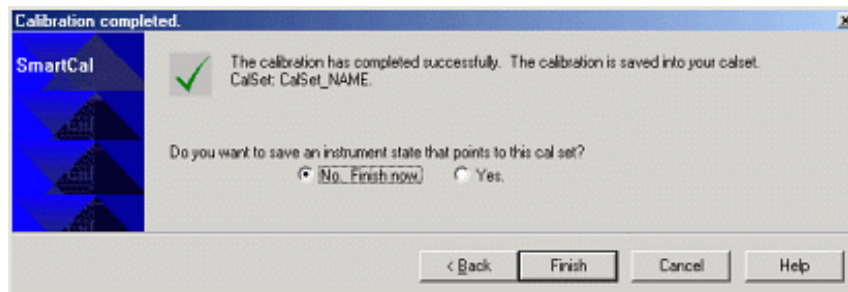 Calibration completed.
SmartCal
The calibration has completed successfully. The calibration is saved into your calset.
CalSet: CalSet_NAME.
Do you want to save an instrument state that points to this cal set?
No. Finish now. Yes.
< Back Finish Cancel Help